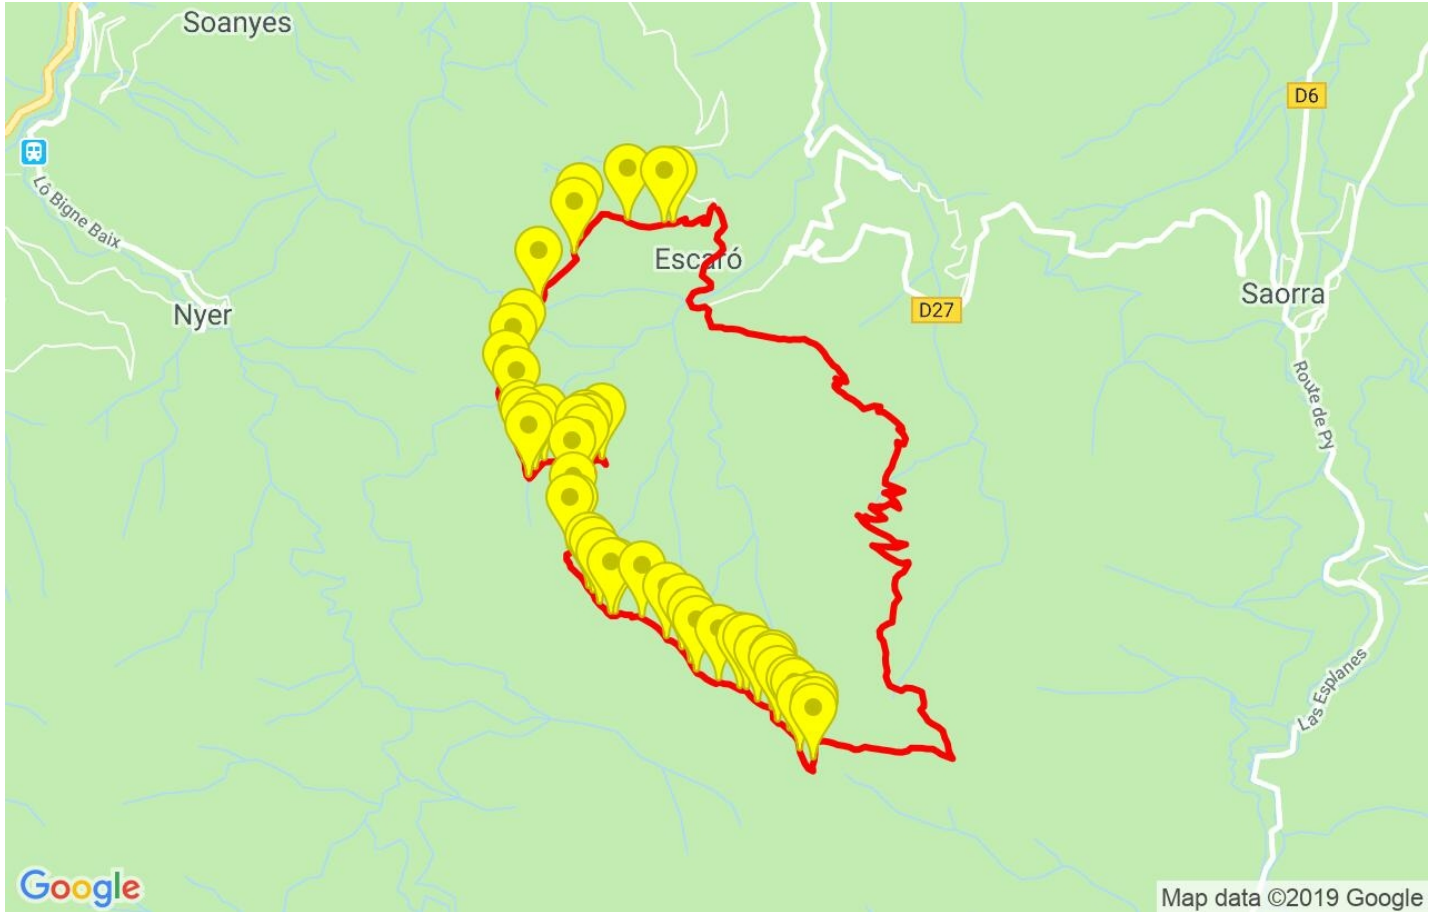 Soanyes
D6
Ló Bigne Baix
Escaró
Saorra
Nyer
D27
Route de Py
Las Esplanes
Google
Map data ©2019 Google